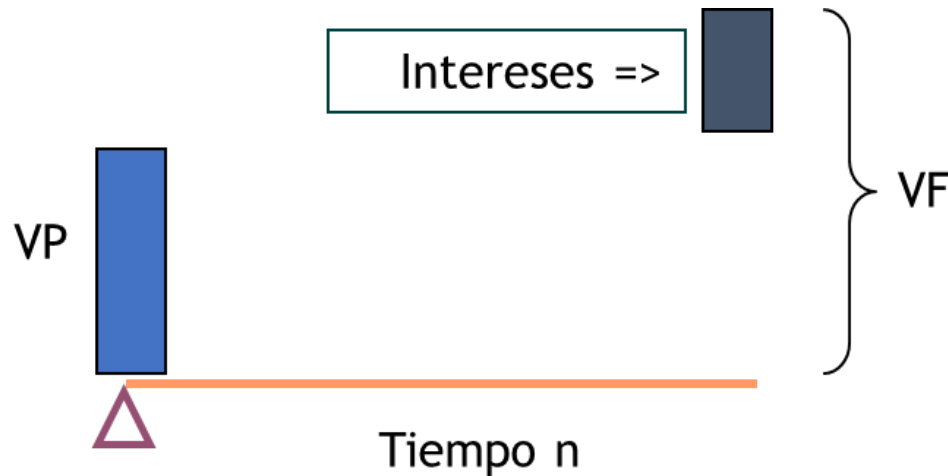 Intereses =>
VP
VF
Tiempo n